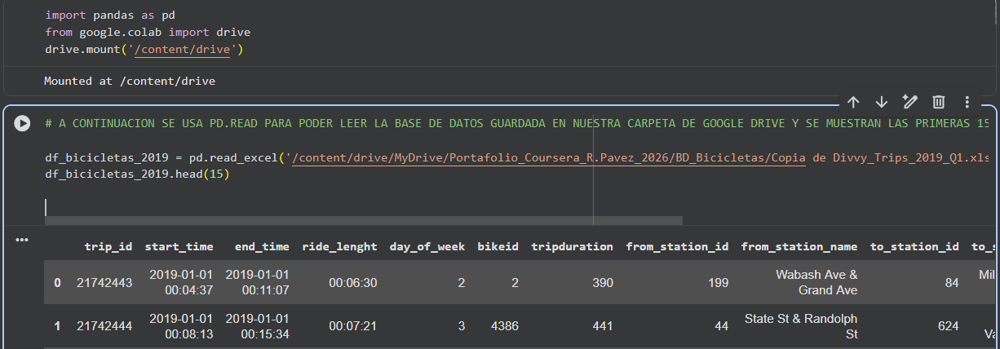 import pandas as pd
from google.colab import drive
drive.mount('/content/drive')
Mounted at /content/drive
# A CONTINUACION SE USA PD.READ PARA PODER LEER LA BASE DE DATOS GUARDADA EN NUESTRA CARPETA DE GOOGLE DRIVE Y SE MUESTRAN LAS PRIMERAS 15
df_bicicletas_2019 = pd.read_excel('/content/drive/MyDrive/Portafolio_Coursera_R.Pavez_2026/BD_Bicicletas/Copia de Divvy_Trips_2019_Q1.xls
df_bicicletas_2019.head(15)
trip_id start_time end_time ride_lenght day_of_week bikeid tripduration from_station_id from_station_name to_station_id to_s
0 21742443 2019-01-01 00:04:37 2019-01-01 00:11:07 00:06:30 2 2 390 199 Wabash Ave & Grand Ave 84 Mil
1 21742444 2019-01-01 00:08:13 2019-01-01 00:15:34 00:07:21 3 4386 441 44 State St & Randolph St 624 Va